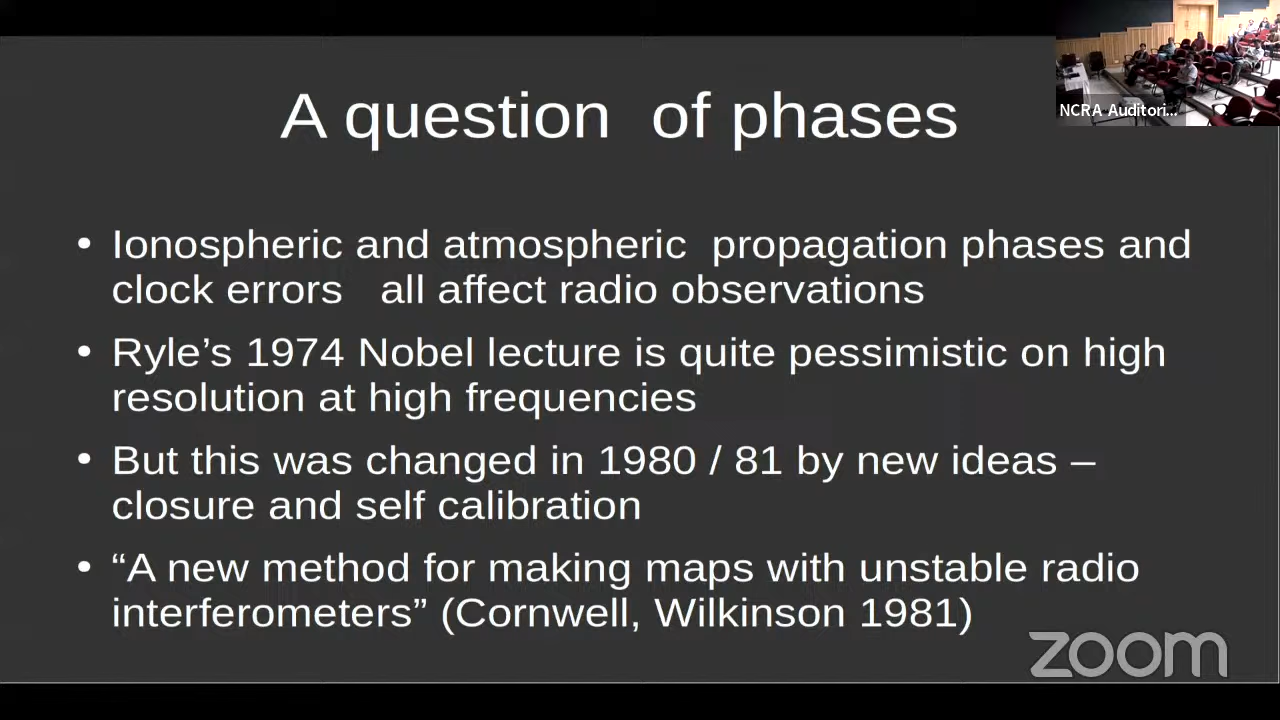 A question of phases
NCRA Auditori...
• Ionospheric and atmospheric propagation phases and
clock errors all affect radio observations
• Ryle’s 1974 Nobel lecture is quite pessimistic on high
resolution at high frequencies
• But this was changed in 1980 / 81 by new ideas –
closure and self calibration
• “A new method for making maps with unstable radio
interferometers” (Cornwell, Wilkinson 1981)
zoom